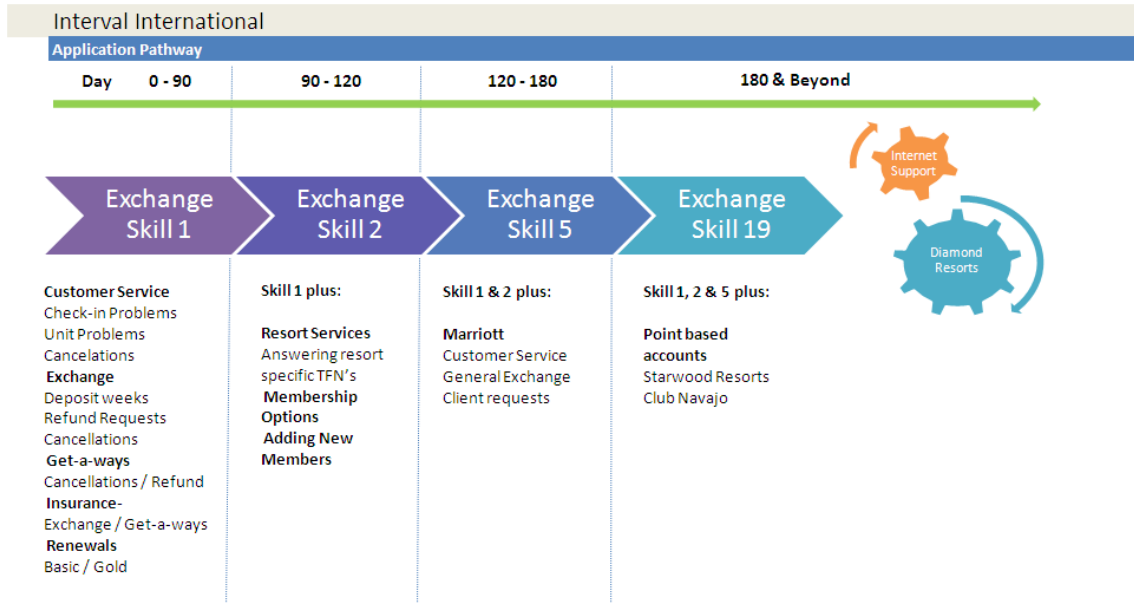 Interval International
Application Pathway
Day 0 - 90
90 - 120
120 - 180
180 & Beyond
Internet
Support
Diamond
Resorts
Exchange
Skill 1
Exchange
Skill 2
Exchange
Skill 5
Exchange
Skill 19
Customer Service
Check-in Problems
Unit Problems
Cancelations
Exchange
Deposit weeks
Refund Requests
Cancellations
Get-a-ways
Cancellations / Refund
Insurance-
Exchange / Get-a-ways
Renewals
Basic / Gold
Skill 1 plus:
Resort Services
Answering resort
specific TFN's
Membership
Options
Adding New
Members
Skill 1 & 2 plus:
Marriott
Customer Service
General Exchange
Client requests
Skill 1, 2 & 5 plus:
Point based
accounts
Starwood Resorts
Club Navajo